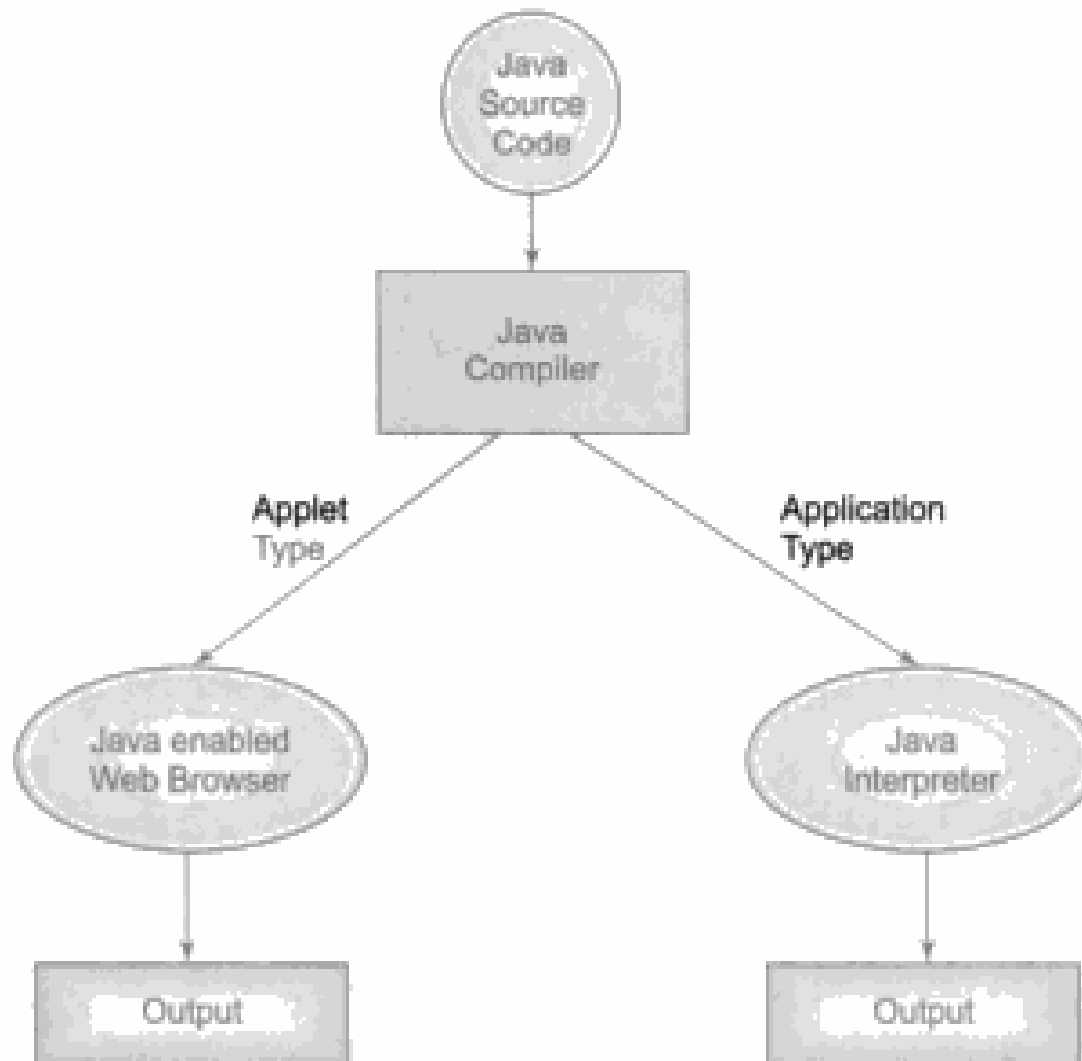 Java
Source
Code
Java
Compiler
Applet
Type
Application
Type
Java enabled
Web Browser
Java
Interpreter
Output
Output